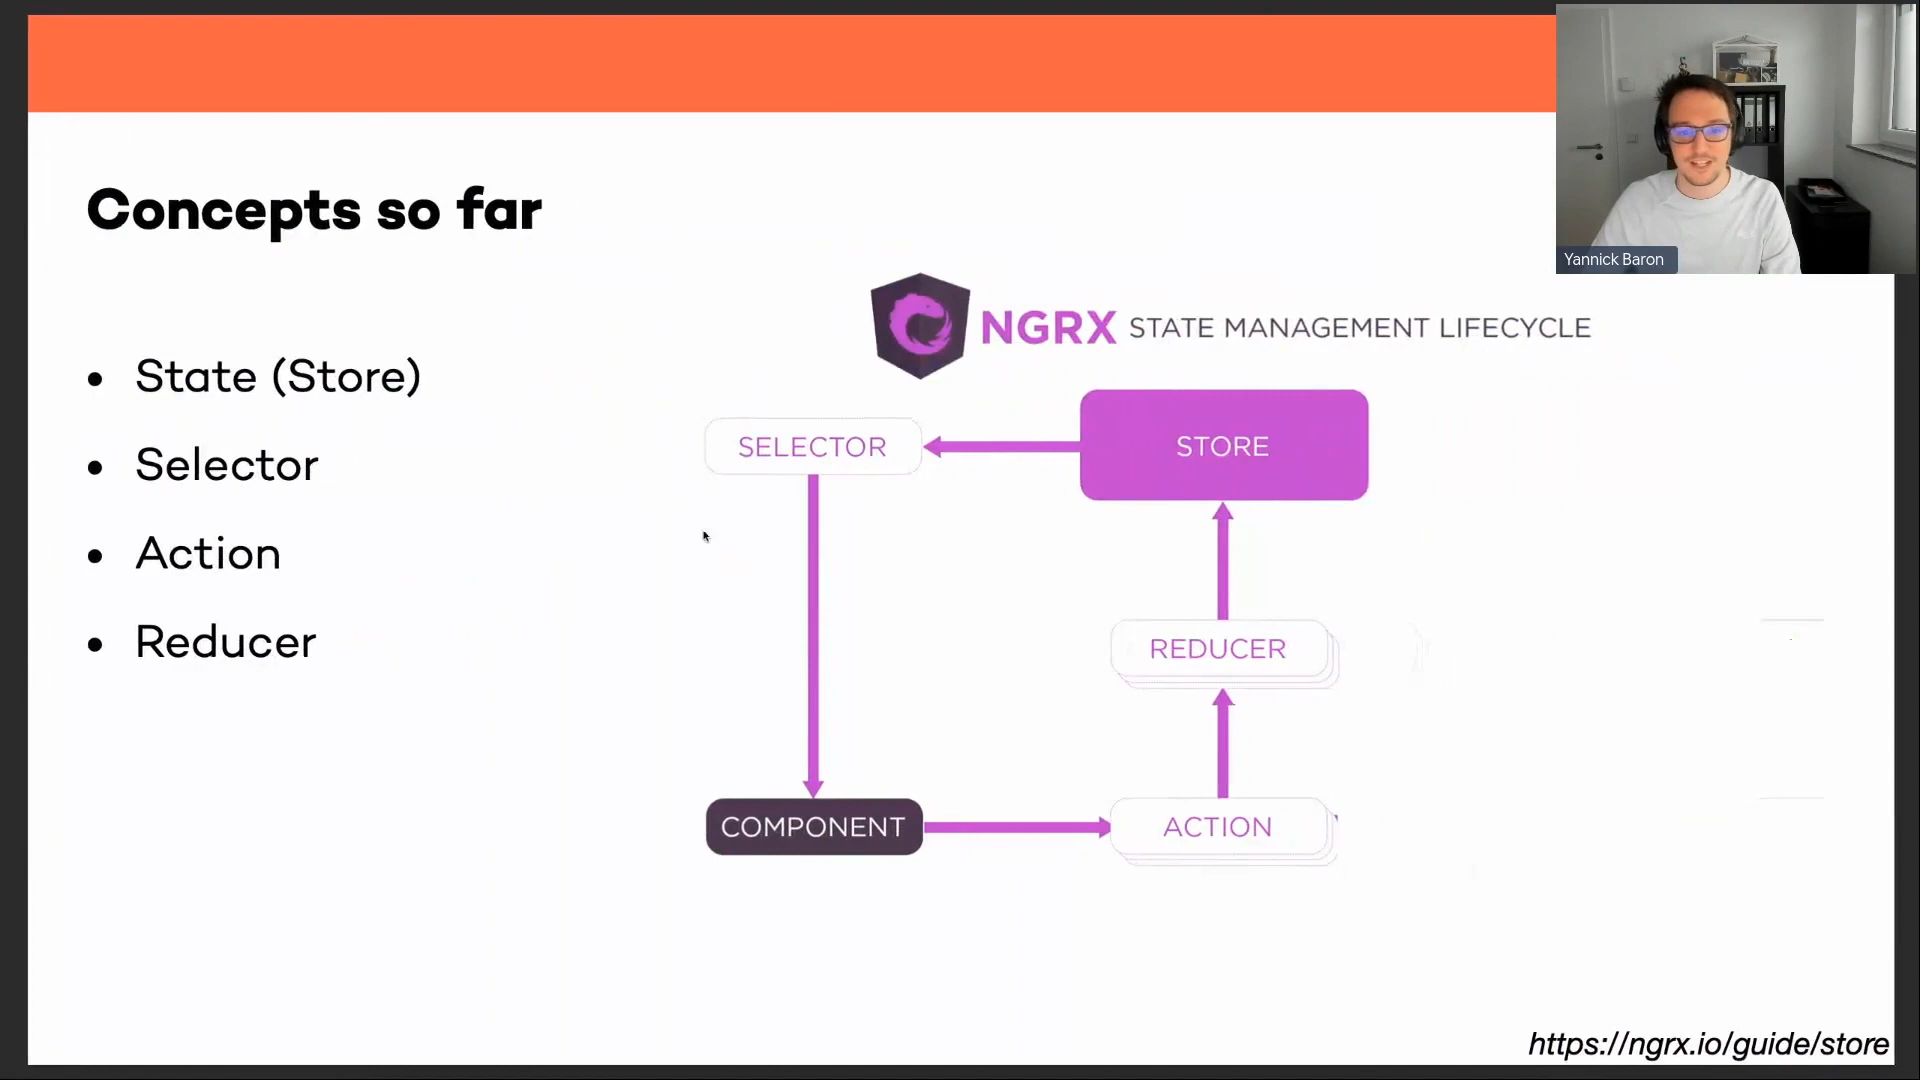 Yannick Baron
Concepts so far
• State (Store)
• Selector
• Action
• Reducer
NGRX STATE MANAGEMENT LIFECYCLE
SELECTOR
STORE
REDUCER
COMPONENT
ACTION
https://ngrx.io/guide/store